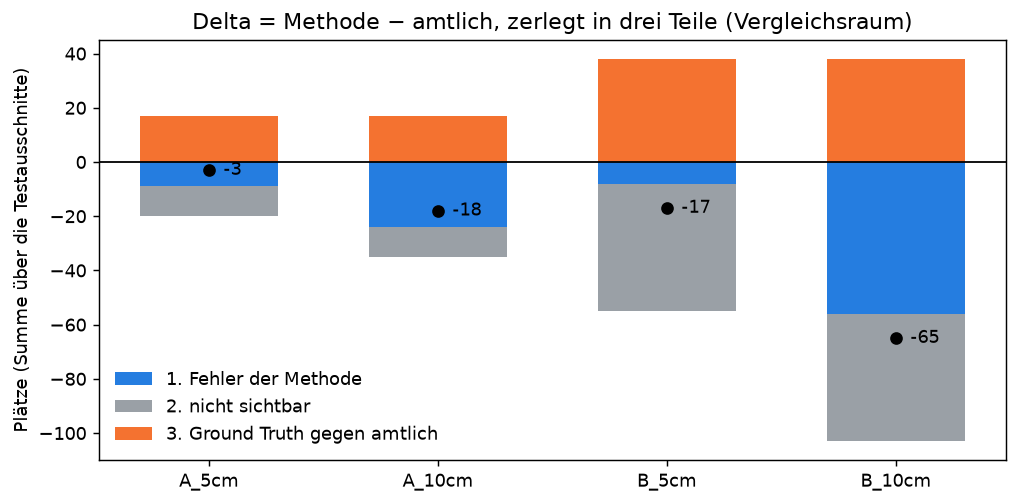 Delta = Methode − amtlich, zerlegt in drei Teile (Vergleichsraum)
Plätze (Summe über die Testausschnitte)
40
20
0
−20
−40
−60
−80
−100
-3
-18
-17
-65
1. Fehler der Methode
2. nicht sichtbar
3. Ground Truth gegen amtlich
A_5cm
A_10cm
B_5cm
B_10cm